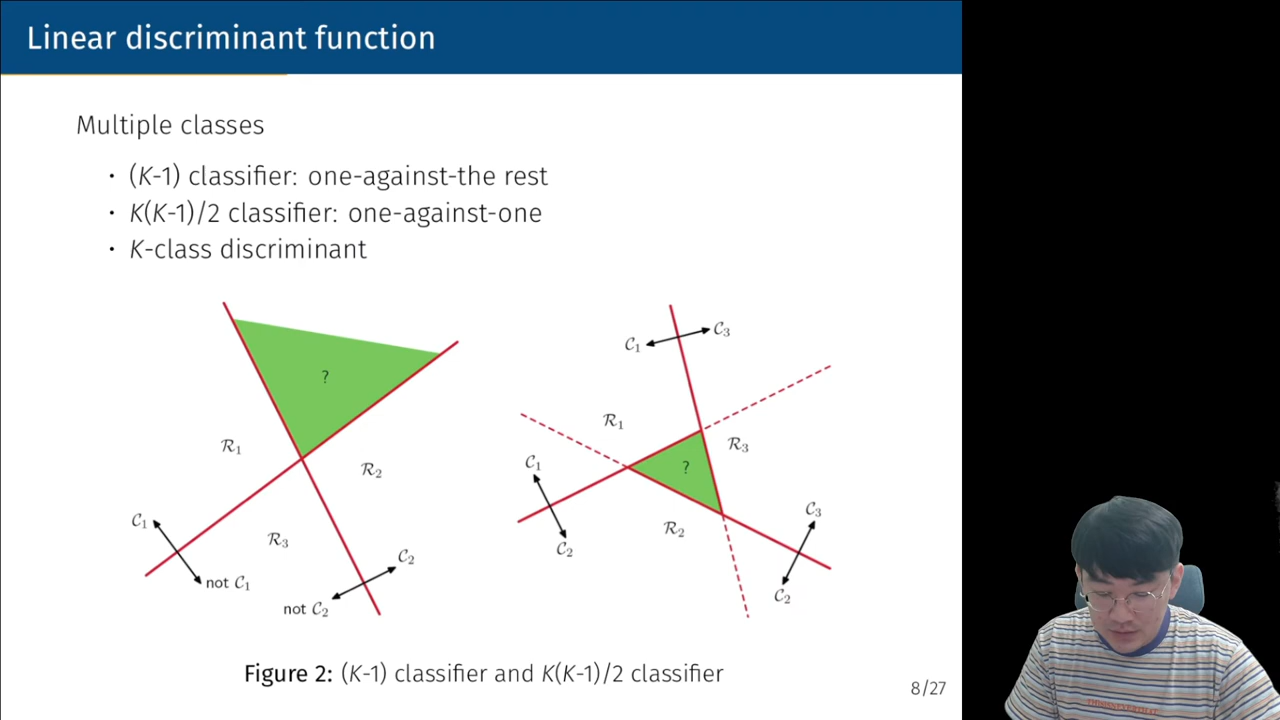 Linear discriminant function
Multiple classes
· (K-1) classifier: one-against-the rest
· K(K-1)/2 classifier: one-against-one
· K-class discriminant
?
R₁
R₂
R₃
C₁
not C₁
C₂
not C₂
C₁
C₃
R₁
R₃
?
C₁
R₂
C₂
C₃
C₂
Figure 2: (K-1) classifier and K(K-1)/2 classifier
8/27